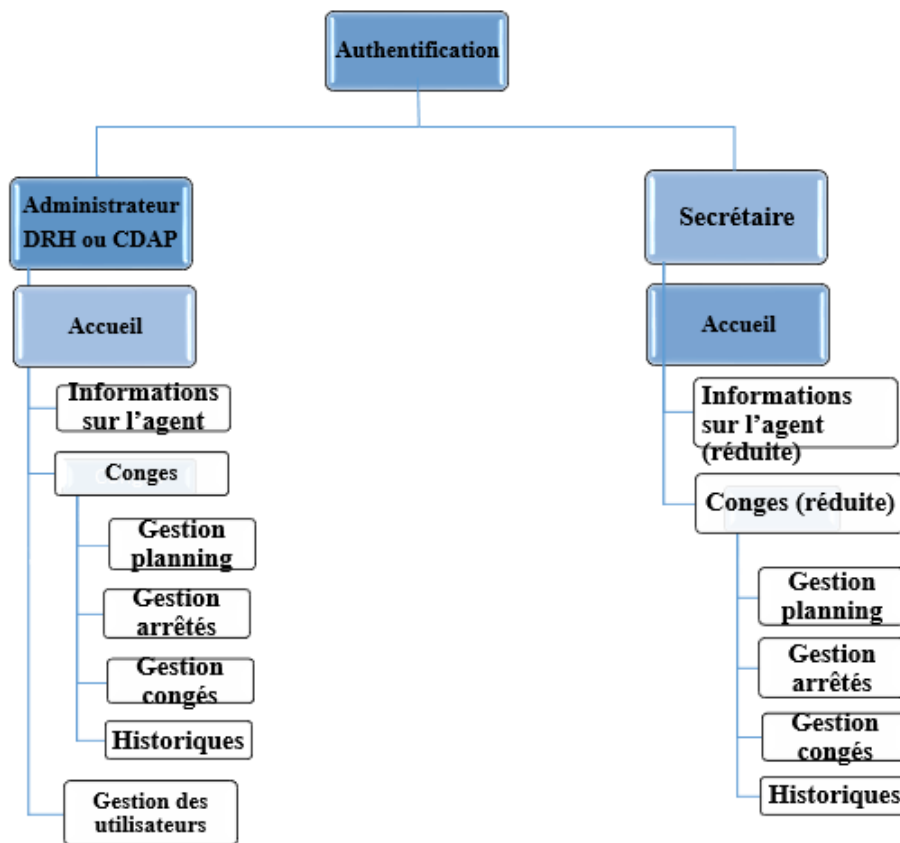 Authentification
Administrateur
DRH ou CDAP
Accueil
Informations
sur l'agent
Conges
Gestion
planning
Gestion
arrêtés
Gestion
congés
Historiques
Gestion des
utilisateurs
Secrétaire
Accueil
Informations
sur l'agent
(réduite)
Conges (réduite)
Gestion
planning
Gestion
arrêtés
Gestion
congés
Historiques